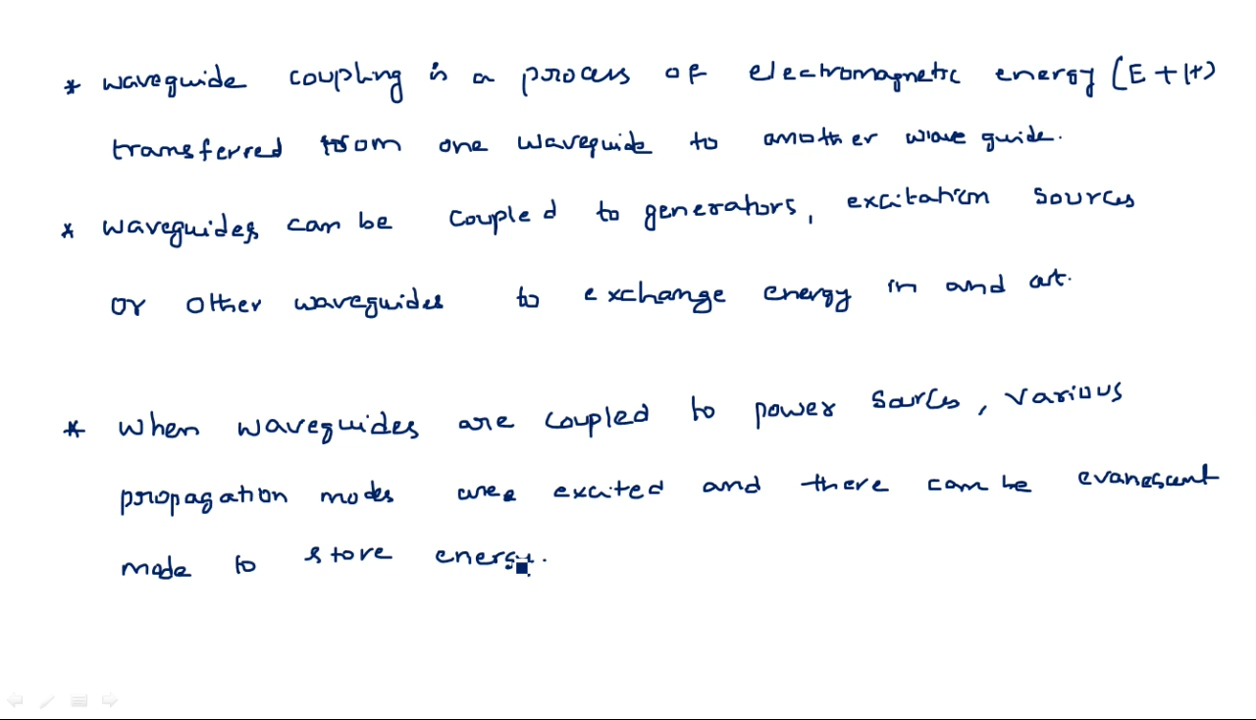 * waveguide coupling is a process of electromagnetic energy (E + H)
transferred from one waveguide to another wave guide.
* waveguides can be coupled to generators, excitation sources
or other waveguides to exchange energy in and out.
* when waveguides are coupled to power sources, various
propagation modes are excited and there can be evanescent
mode to store energy.